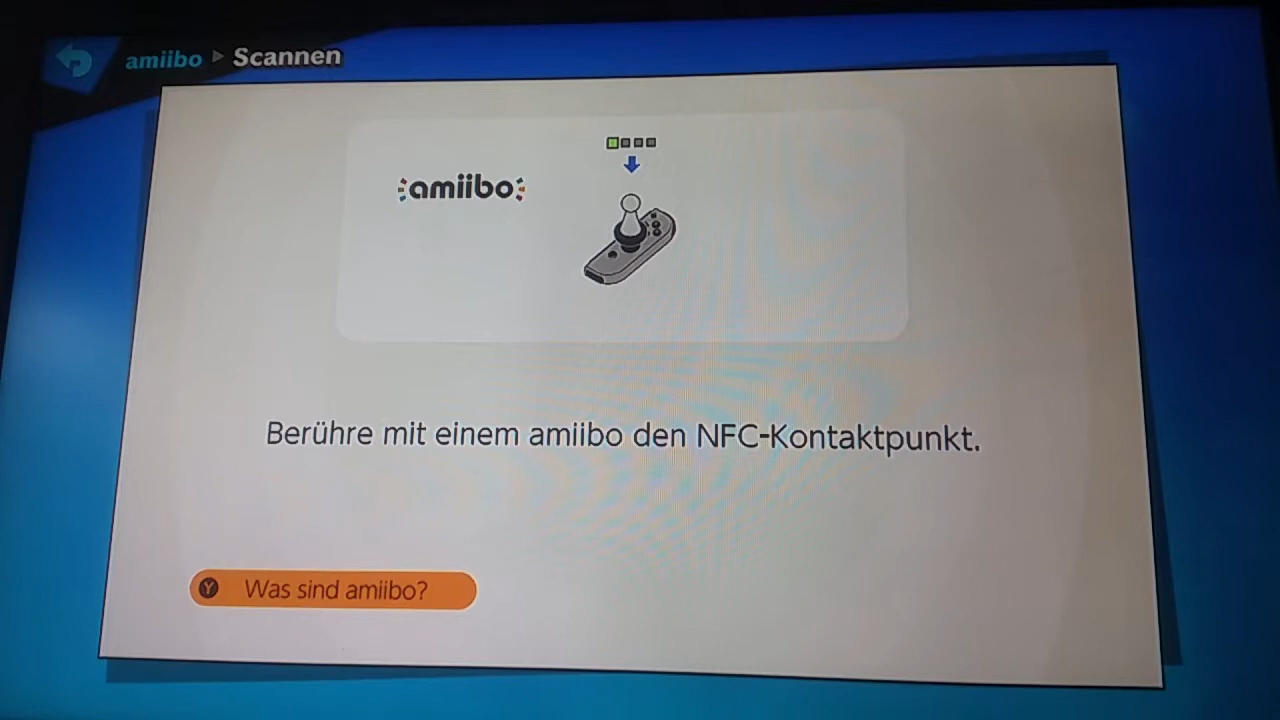 amiibo ▶ Scannen
amiibo
Berühre mit einem amiibo den NFC-Kontaktpunkt.
Y Was sind amiibo?